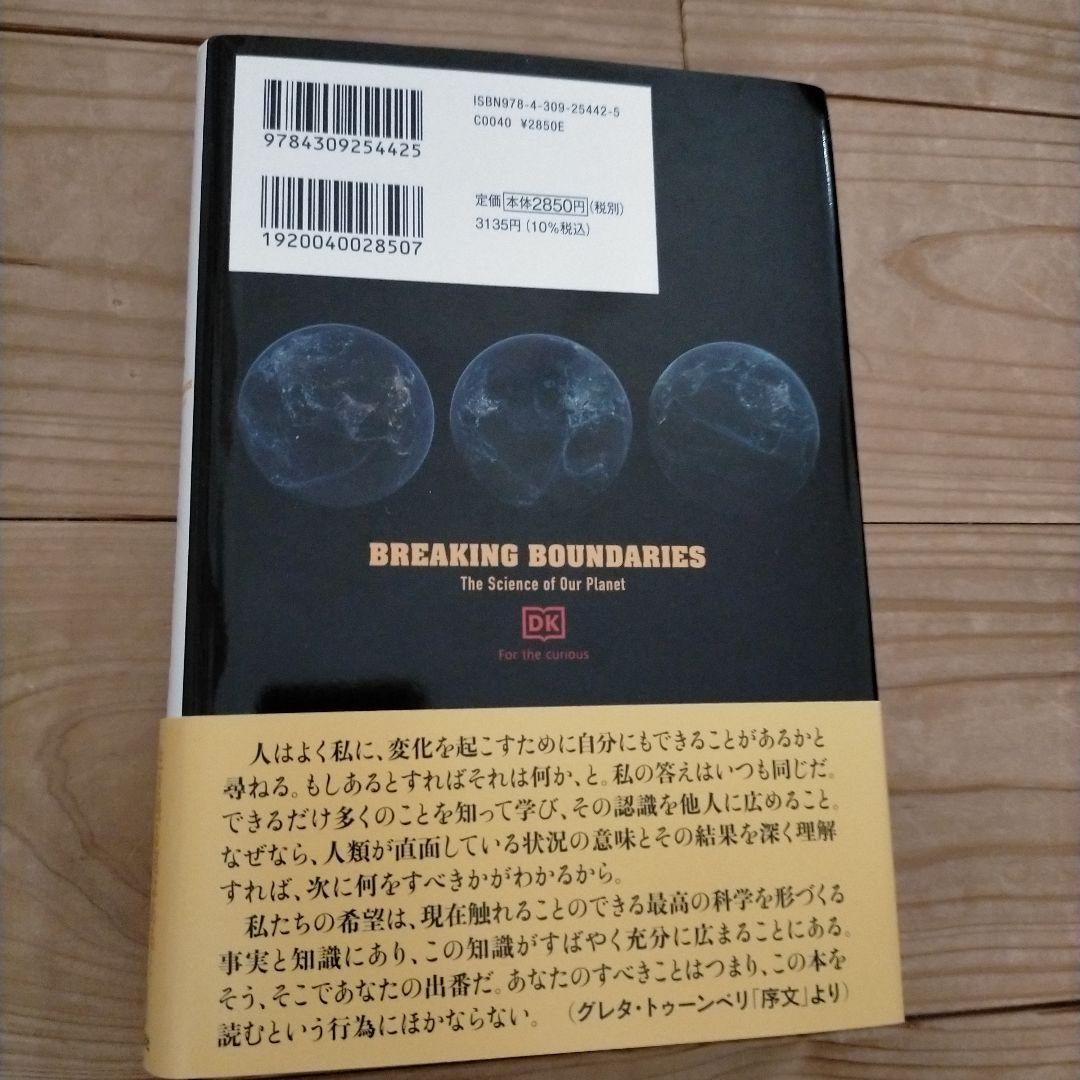 9784309254425
ISBN978-4-309-25442-5
C0040 ¥2850E
1920040028507
定価 本体2850円(税別)
3135円(10%税込)
BREAKING BOUNDARIES
The Science of Our Planet
DK
For the curious
人はよく私に、変化を起こすために自分にもできることがあるかと
尋ねる。もしあるとすればそれは何か、と。私の答えはいつも同じだ。
できるだけ多くのことを知って学び、その認識を他人に広めること。
なぜなら、人類が直面している状況の意味とその結果を深く理解
すれば、次に何をすべきかがわかるから。
私たちの希望は、現在触れることのできる最高の科学を形づくる
事実と知識にあり、この知識がすばやく充分に広まることにある。
そう、そこであなたの出番だ。あなたのすべきことはつまり、この本を
読むという行為にほかならない。 (グレタ・トゥーンベリ「序文」より)